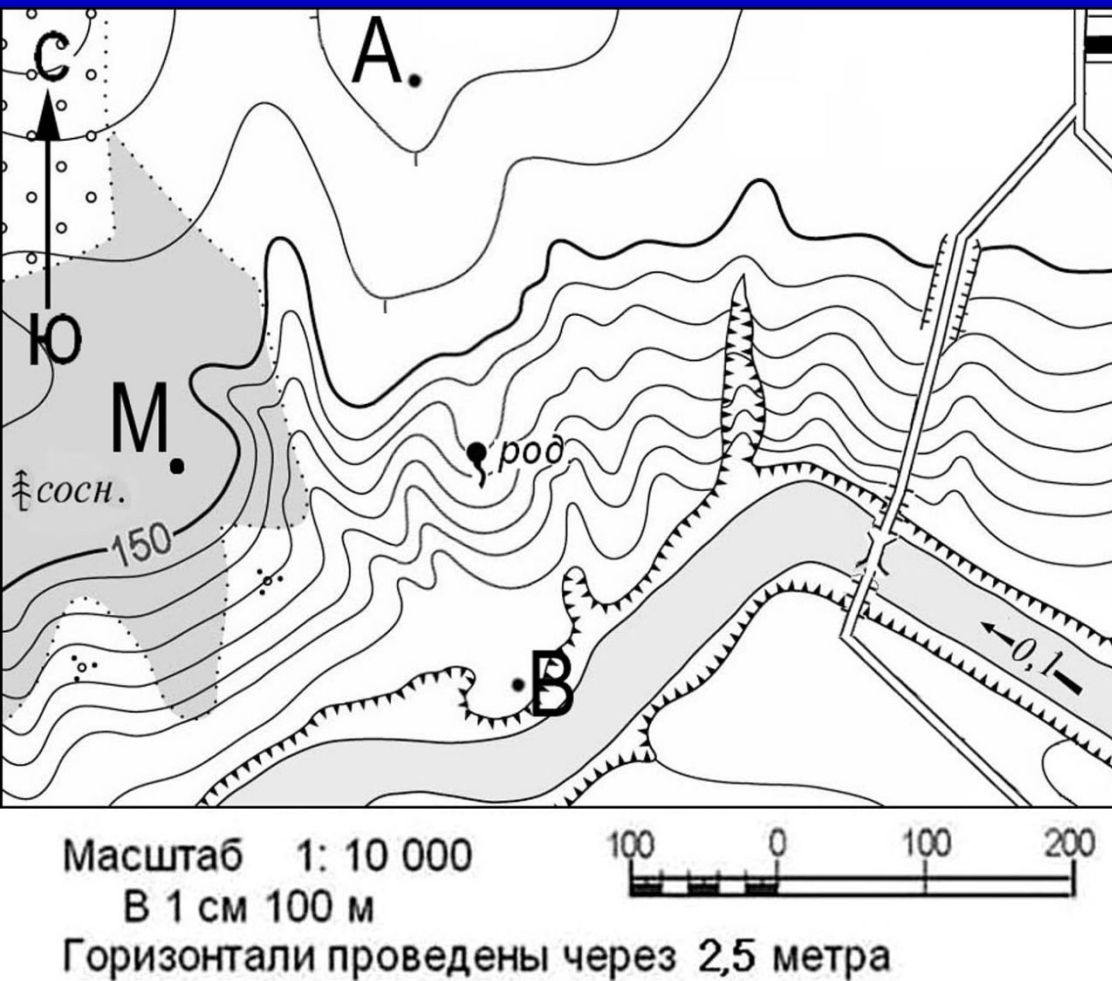 С
А
Ю
М
род
сосн.
150
В
0,1
Масштаб 1: 10 000
В 1 см 100 м
Горизонтали проведены через 2,5 метра
100 0 100 200